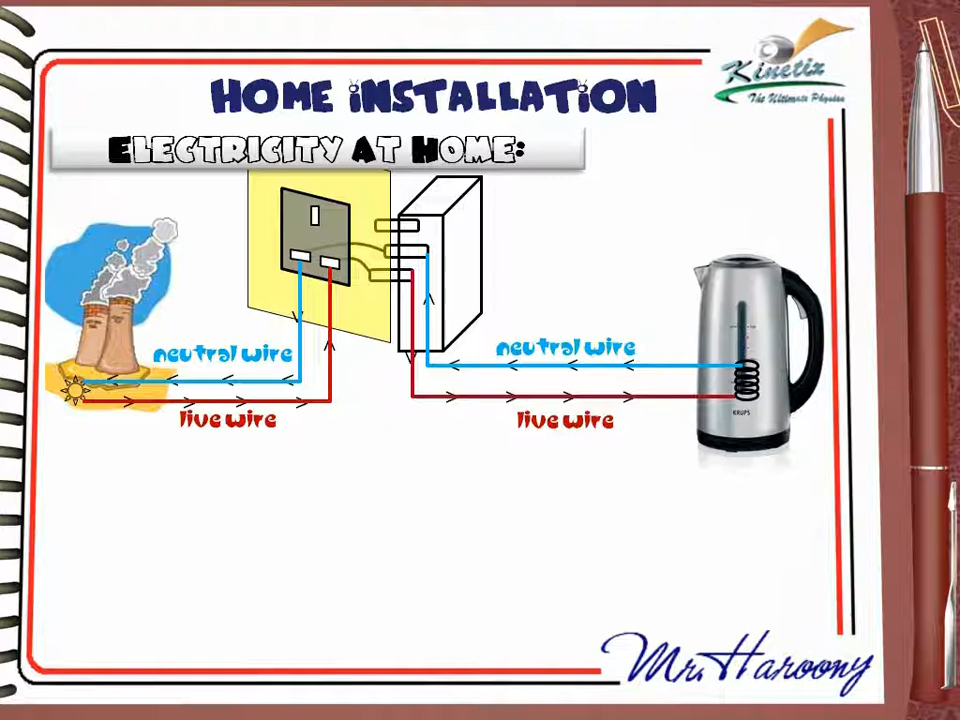 Kinetix
The Ultimate Physician
HOME INSTALLATION
ELECTRICITY AT HOME:
neutral wire
live wire
neutral wire
live wire
KRUPS
Mr. Haroony